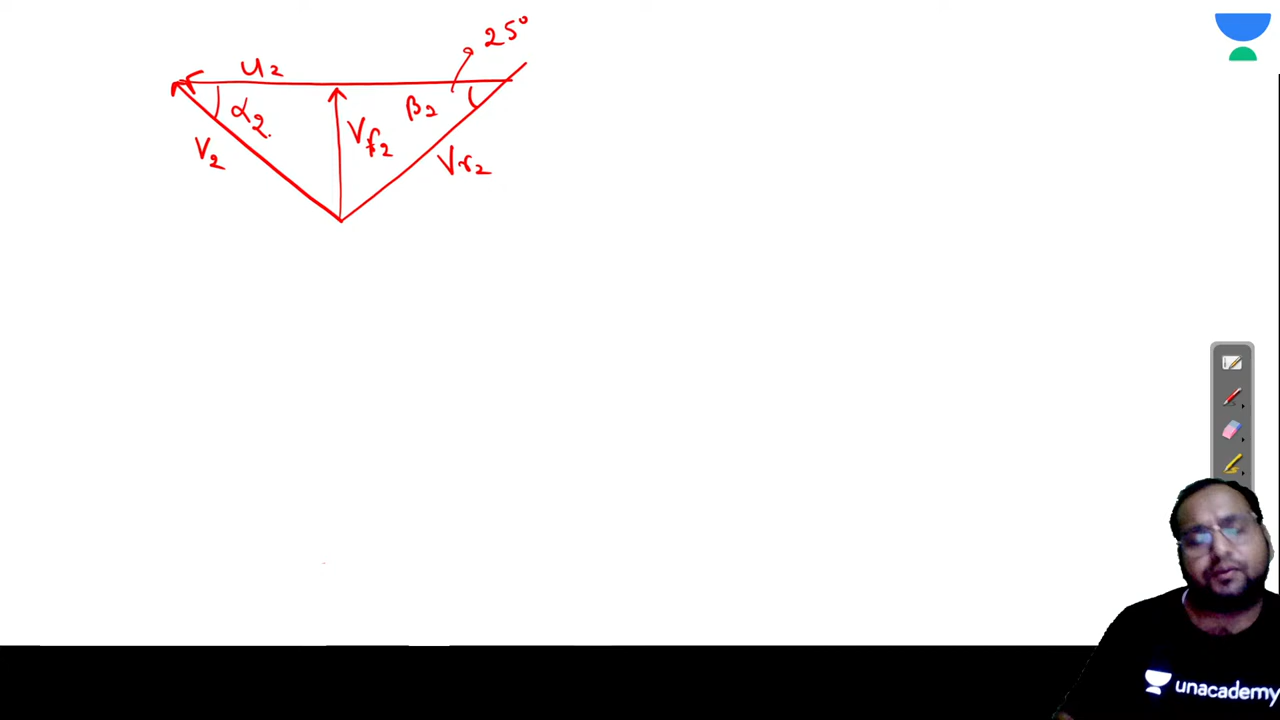 25°
u₂
α₂
β₂
V₂
Vf₂
Vr₂
unacademy